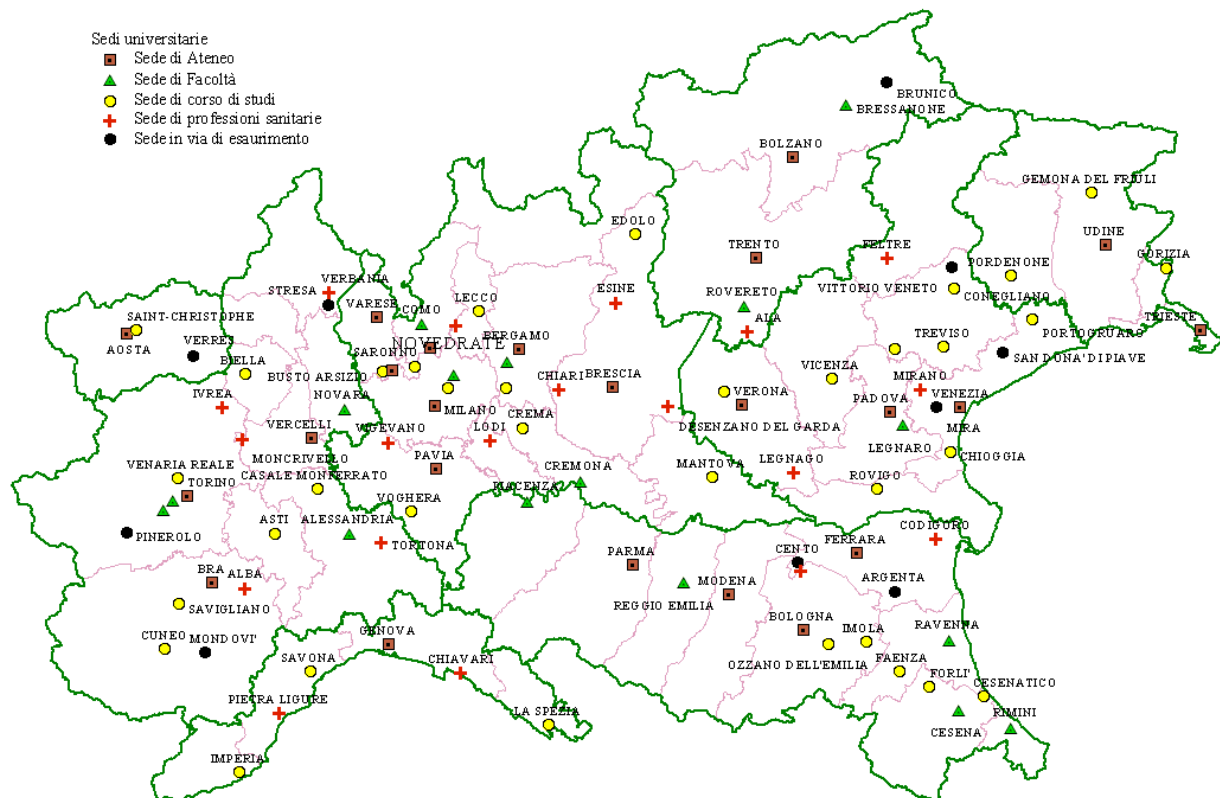 Sedi universitarie
Sede di Ateneo
Sede di Facoltà
Sede di corso di studi
Sede di professioni sanitarie
Sede in via di esaurimento
BRUNICO
BRESSANONE
BOLZANO
GEMONA DEL FRIULI
EDOLO
UDINE
TRENTO
FELTRE
GORIZIA
PORDENONE
VERBANIA
STRESA
VITTORIO VENETO
ESINE
ROVERETO
CONEGLIANO
VARESE
LECCO
COMO
SAINT-CHRISTOPHE
ALA
PORTOGRUARO
TRIESTE
TREVISO
BERGAMO
AOSTA
VERRES
NOVEDRATE
SARONNO
SAN DONA' DI PIAVE
BIELLA
BUSTO ARSIZIO
VICENZA
MIRANO
CHIARI
BRESCIA
IVREA
NOVARA
VERONA
VENEZIA
PADOVA
MILANO
CREMA
VERCELLI
VIGEVANO
LODI
DESENZANO DEL GARDA
MIRA
LEGNARO
MONCRIVELLO
PAVIA
CHIOGGIA
VENARIA REALE
CASALE MONFERRATO
CREMONA
MANTOVA
LEGNAGO
ROVIGO
TORINO
PIACENZA
VOGHERA
ASTI
ALESSANDRIA
CODIGORO
PINEROLO
TORTONA
PARMA
CENTO
FERRARA
BRA
ALBA
MODENA
ARGENTA
REGGIO EMILIA
SAVIGLIANO
BOLOGNA
RAVENNA
CUNEO
MONDOVI'
GENOVA
IMOLA
SAVONA
CHIAVARI
OZZANO DELL'EMILIA
FAENZA
FORLI'
CESENATICO
PIETRA LIGURE
LA SPEZIA
RIMINI
CESENA
IMPERIA